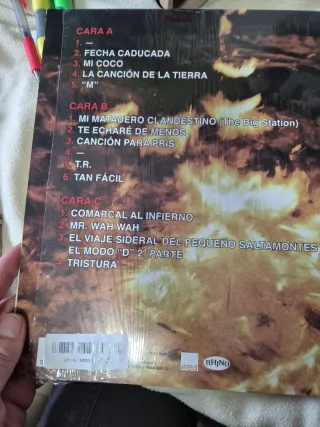 CARA A
1. —
2. FECHA CADUCADA
3. MI COCO
4. LA CANCIÓN DE LA TIERRA
5. “M”
CARA B
1. MI MATADERO CLANDESTINO (The Big Station)
2. TE ECHARÉ DE MENOS
3. CANCIÓN PARA PRIS
4. —
5. T.R.
6. TAN FÁCIL
CARA C
1. COMARCAL AL INFIERNO
2. MR. WAH WAH
3. EL VIAJE SIDERAL DEL PEQUEÑO SALTAMONTES
EL MODO “D” 2ª PARTE
4. TRISTURA
RHINO